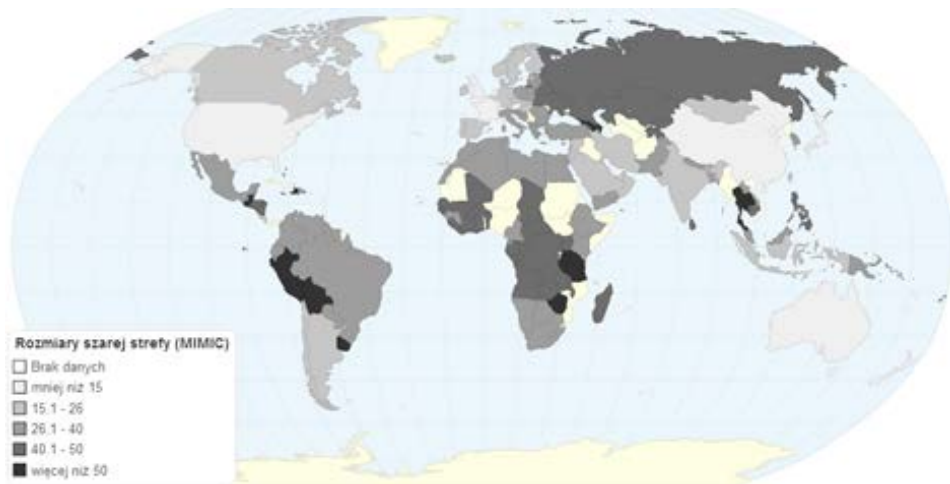 Rozmiary szarej strefy (MIMIC)
Brak danych
mniej niż 15
15.1 - 26
26.1 - 40
40.1 - 50
więcej niż 50